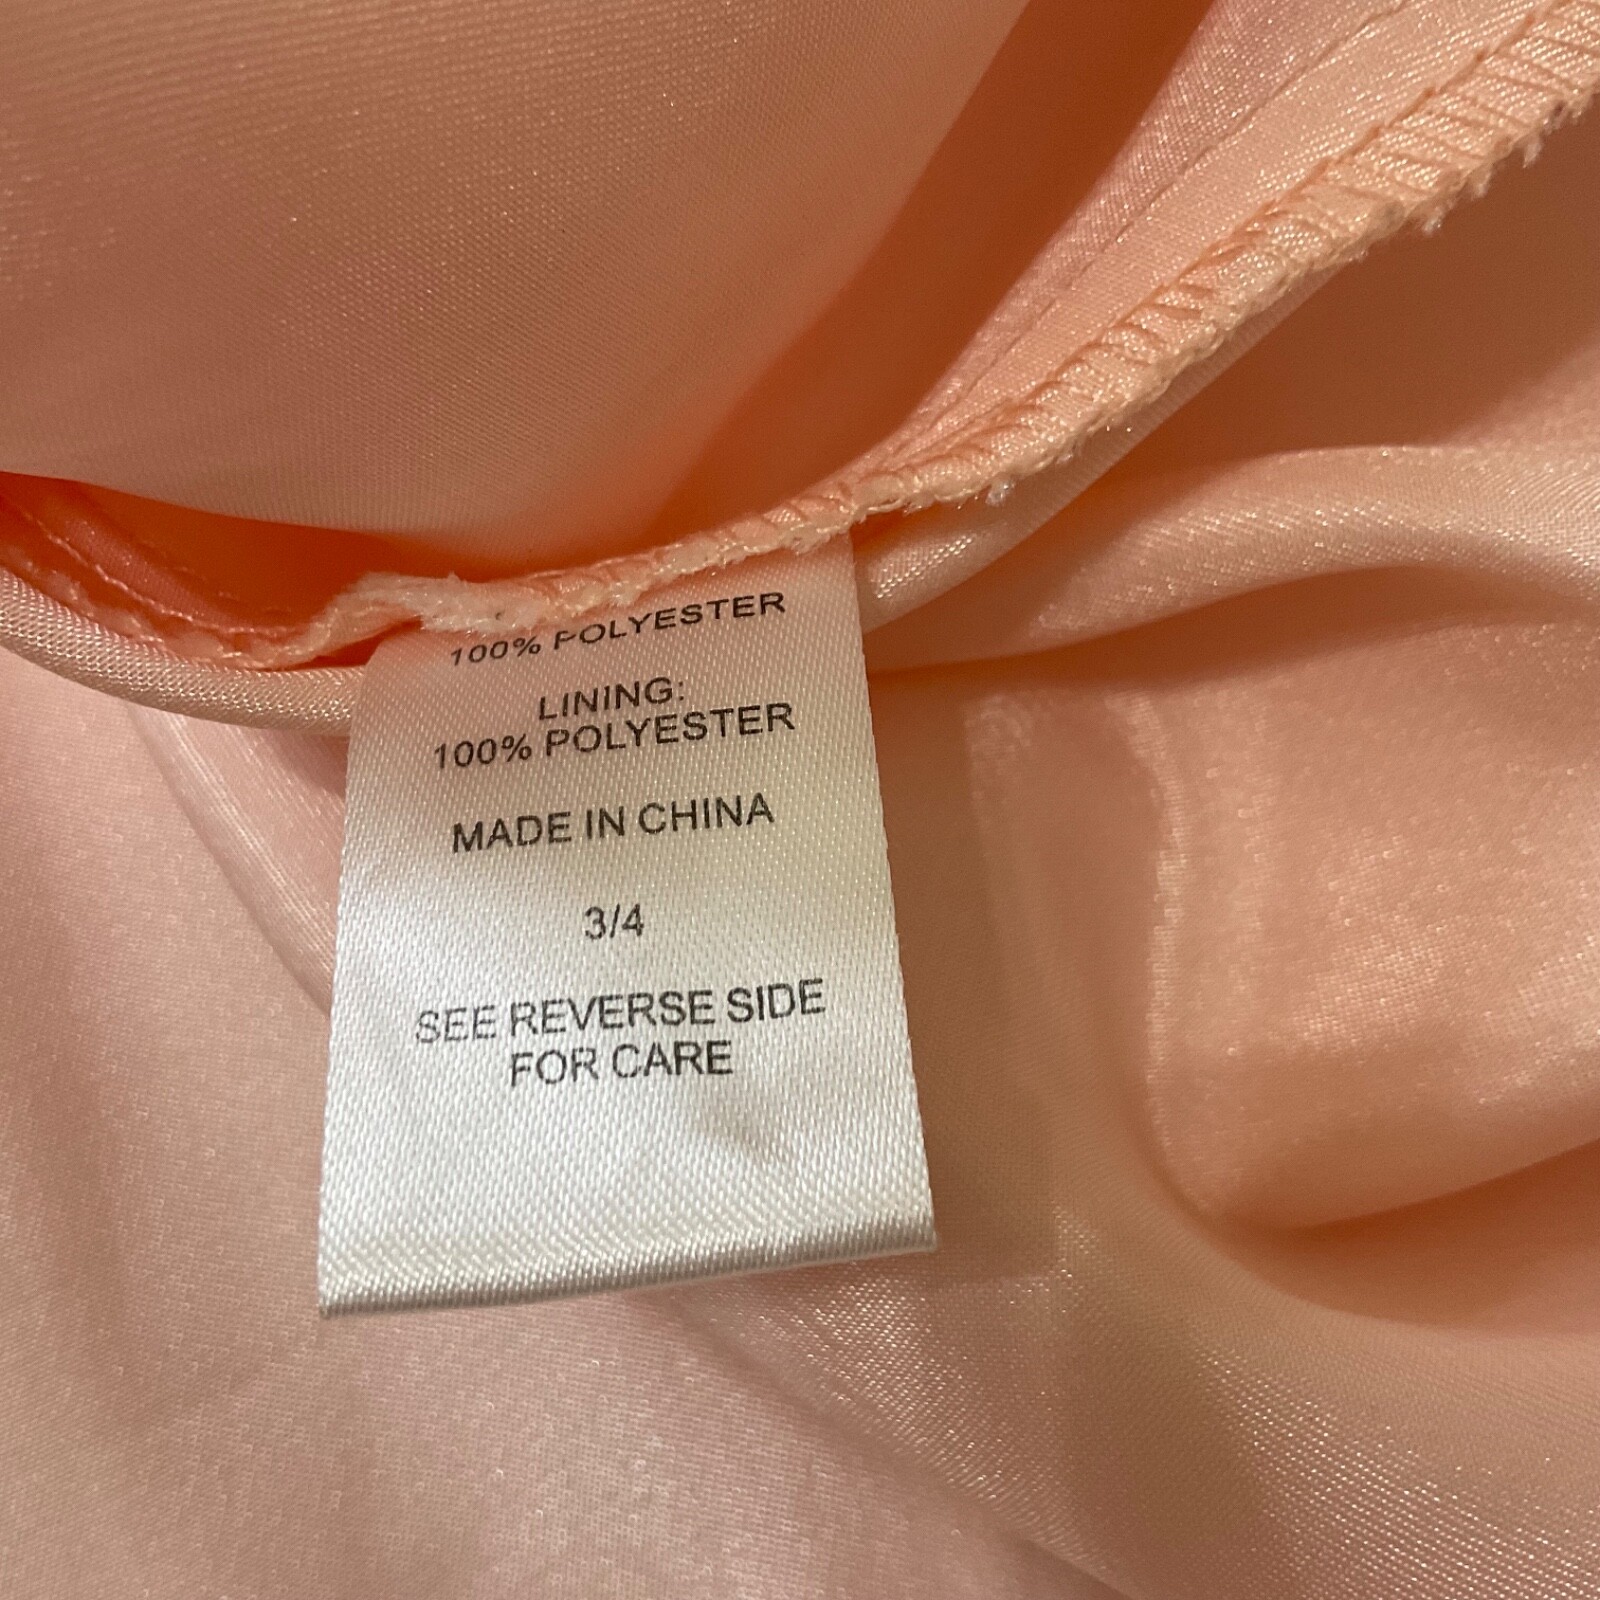 100% POLYESTER
LINING:
100% POLYESTER
MADE IN CHINA
3/4
SEE REVERSE SIDE
FOR CARE